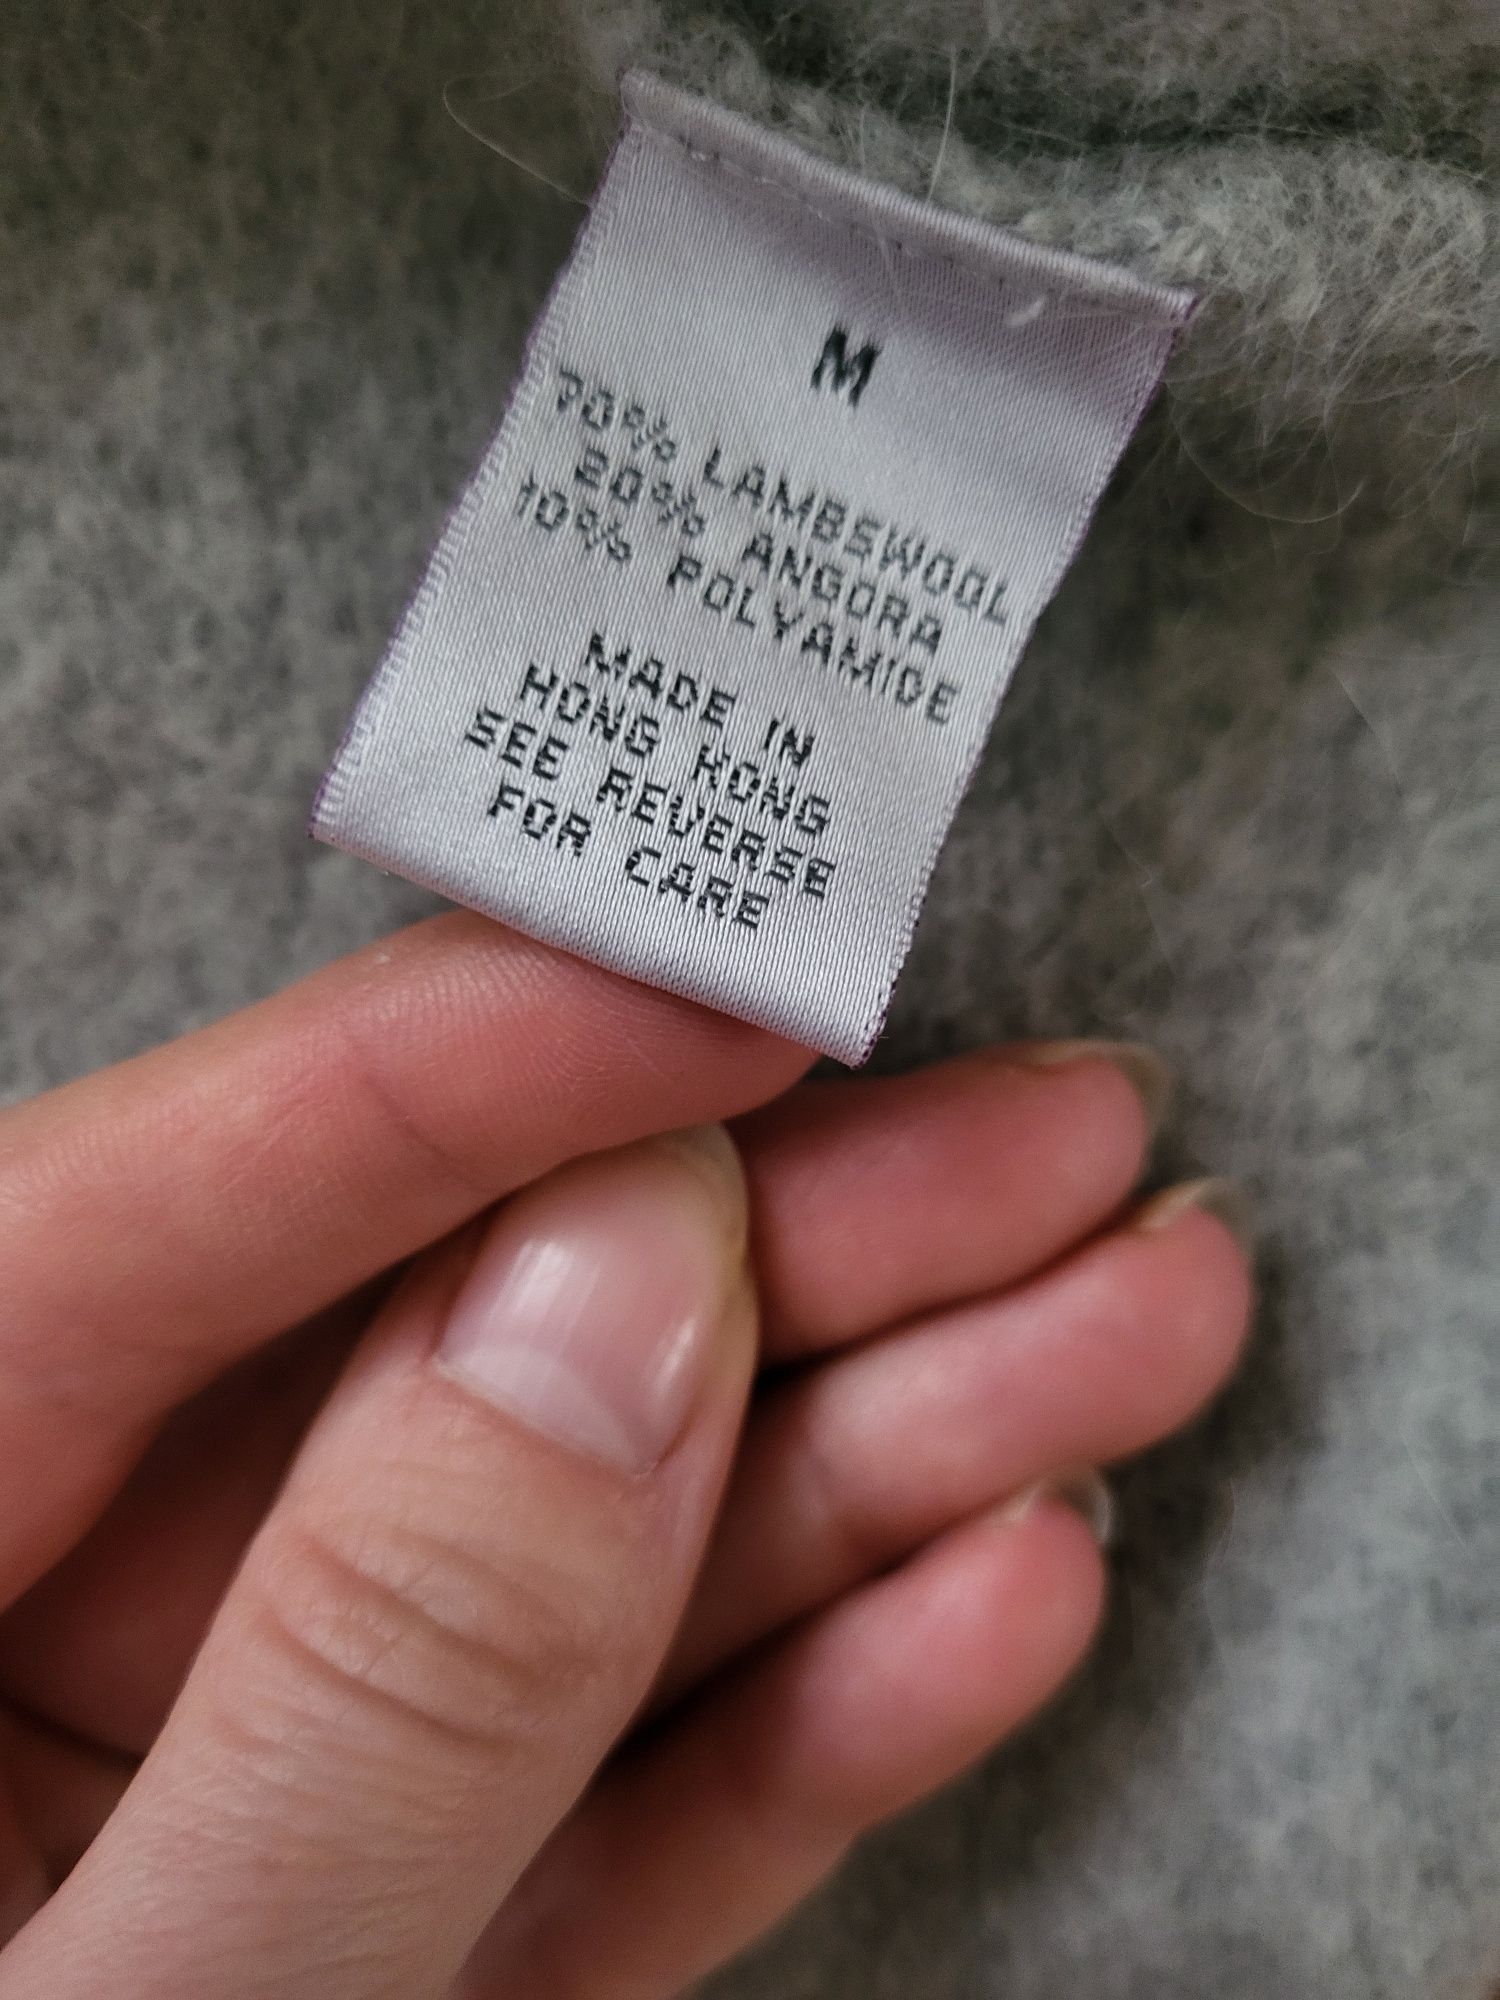 M
70% LAMBSWOOL
20% ANGORA
10% POLYAMIDE
MADE IN
HONG KONG
SEE REVERSE
FOR CARE